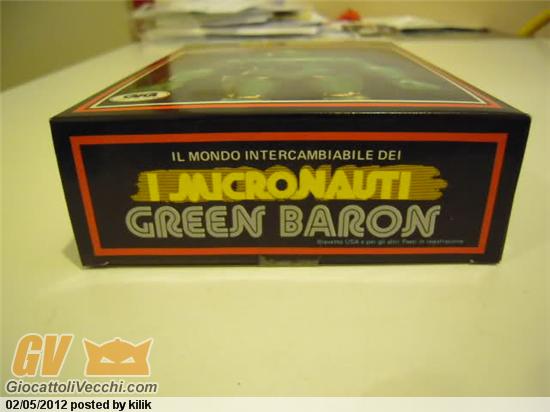 GIG
IL MONDO INTERCAMBIABILE DEI
I MICRONAUTI
GREEN BARON
Brevetto USA e per gli altri Paesi in registrazione
GV
GiocattoliVecchi.com
02/05/2012 posted by kilik